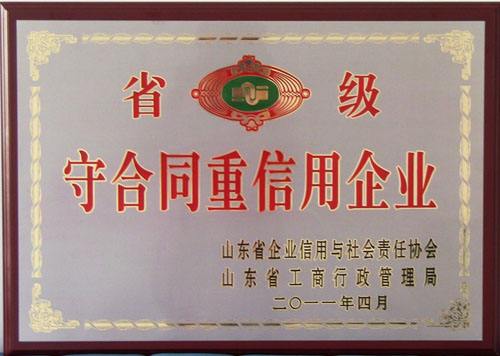 省 级
守合同重信用企业
山东省企业信用与社会责任协会
山东省工商行政管理局
二〇一一年四月